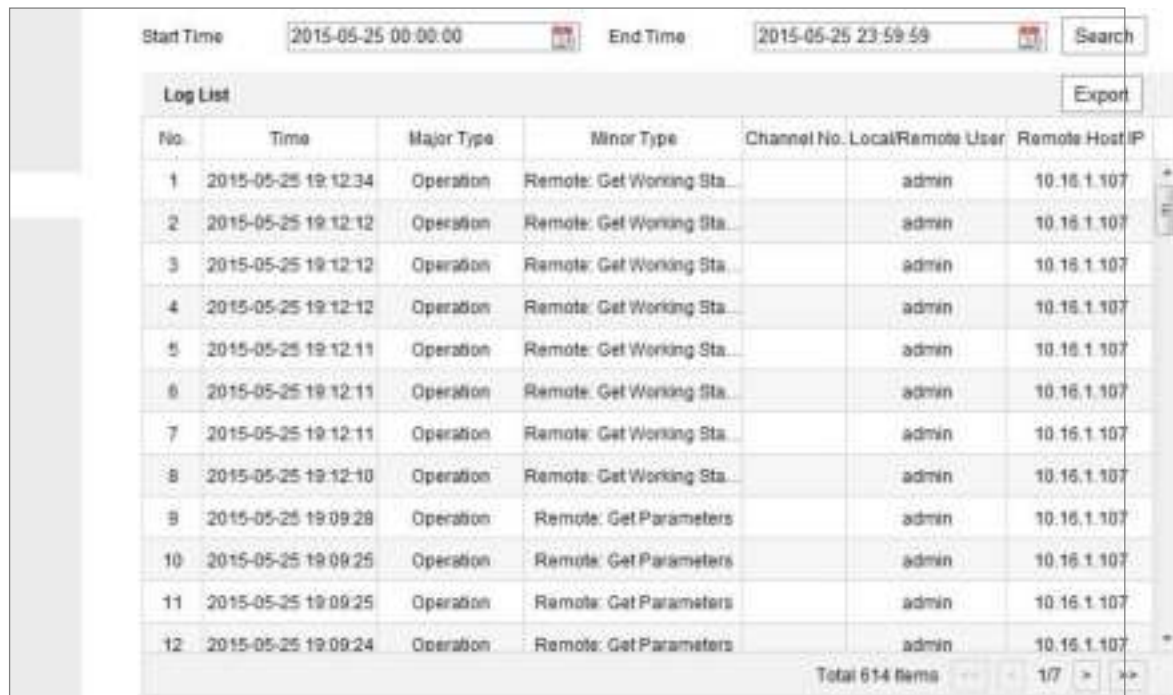 Start Time 2015-05-25 00:00:00 End Time 2015-05-25 23:59:59 Search
Log List Export
No. Time Major Type Minor Type Channel No. Local/Remote User Remote Host IP
1 2015-05-25 19:12:34 Operation Remote: Get Working Sta... admin 10.16.1.107
2 2015-05-25 19:12:12 Operation Remote: Get Working Sta... admin 10.16.1.107
3 2015-05-25 19:12:12 Operation Remote: Get Working Sta... admin 10.16.1.107
4 2015-05-25 19:12:12 Operation Remote: Get Working Sta... admin 10.16.1.107
5 2015-05-25 19:12:11 Operation Remote: Get Working Sta... admin 10.16.1.107
6 2015-05-25 19:12:11 Operation Remote: Get Working Sta... admin 10.16.1.107
7 2015-05-25 19:12:11 Operation Remote: Get Working Sta... admin 10.16.1.107
8 2015-05-25 19:12:10 Operation Remote: Get Working Sta... admin 10.16.1.107
9 2015-05-25 19:09:28 Operation Remote: Get Parameters admin 10.16.1.107
10 2015-05-25 19:09:25 Operation Remote: Get Parameters admin 10.16.1.107
11 2015-05-25 19:09:25 Operation Remote: Get Parameters admin 10.16.1.107
12 2015-05-25 19:09:24 Operation Remote: Get Parameters admin 10.16.1.107
Total 614 Items << < 1/7 > >>